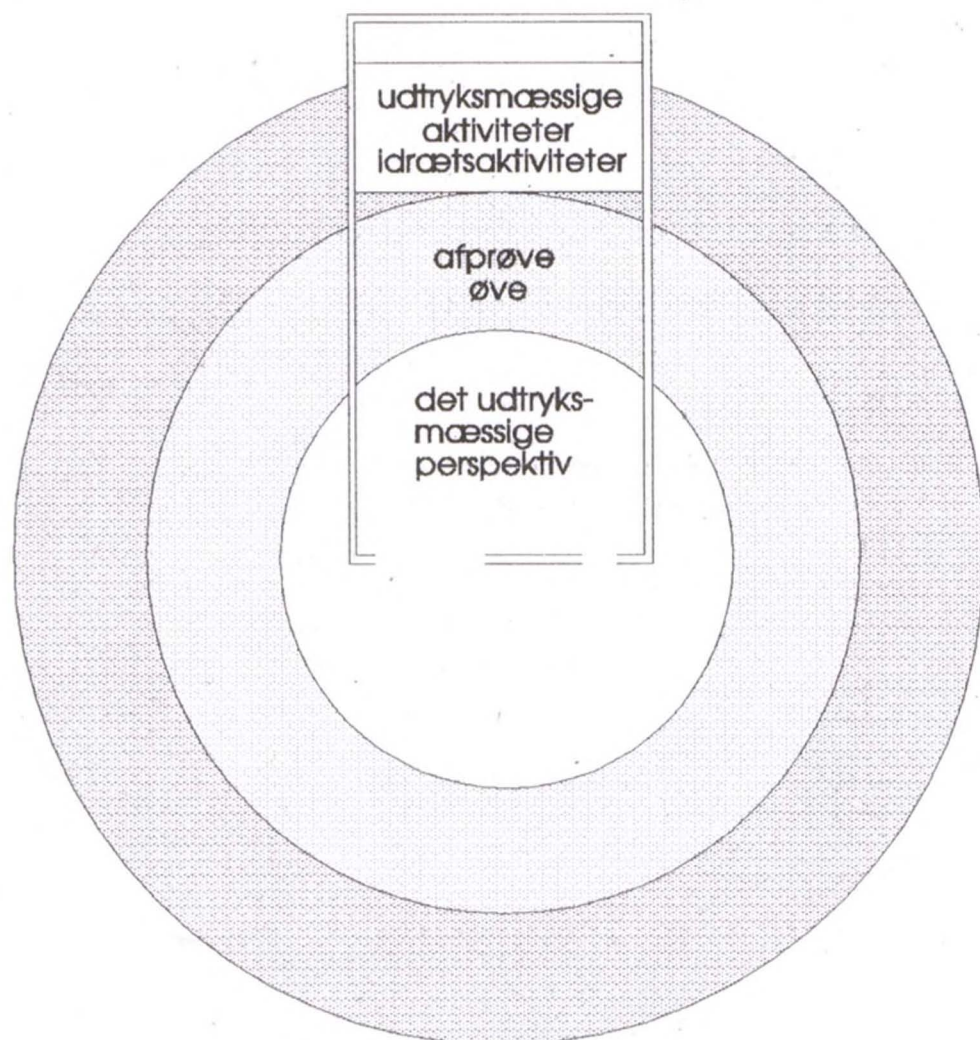 udtryksmæssige
aktiviteter
idrætsaktiviteter
afprøve
øve
det udtryks-
mæssige
perspektiv